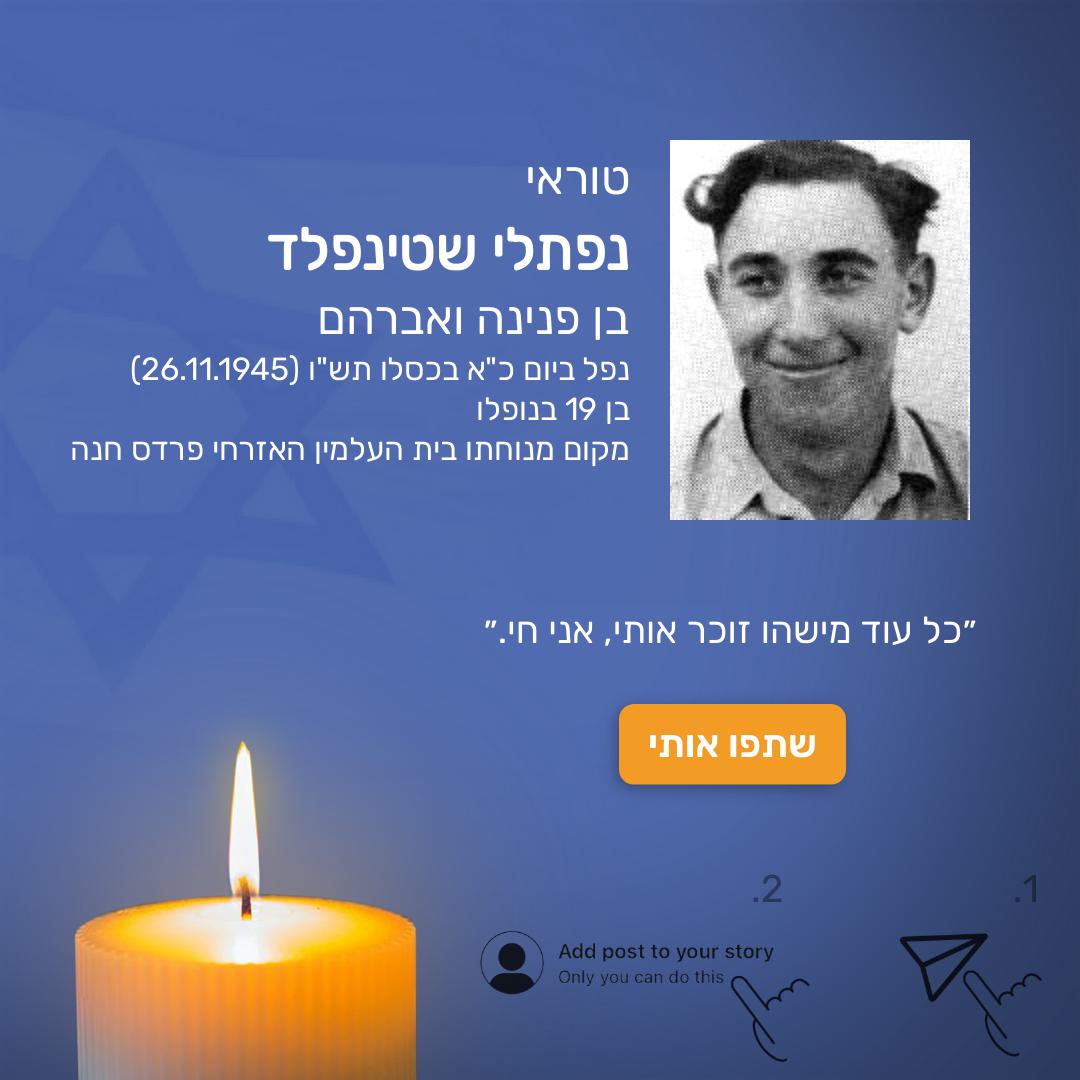 טוראי
נפתלי שטינפלד
בן פנינה ואברהם
נפל ביום כ"א בכסלו תש"ו (26.11.1945)
בן 19 בנופלו
מקום מנוחתו בית העלמין האזרחי פרדס חנה
״כל עוד מישהו זוכר אותי, אני חי.״
שתפו אותי
1.
2.
Add post to your story
Only you can do this